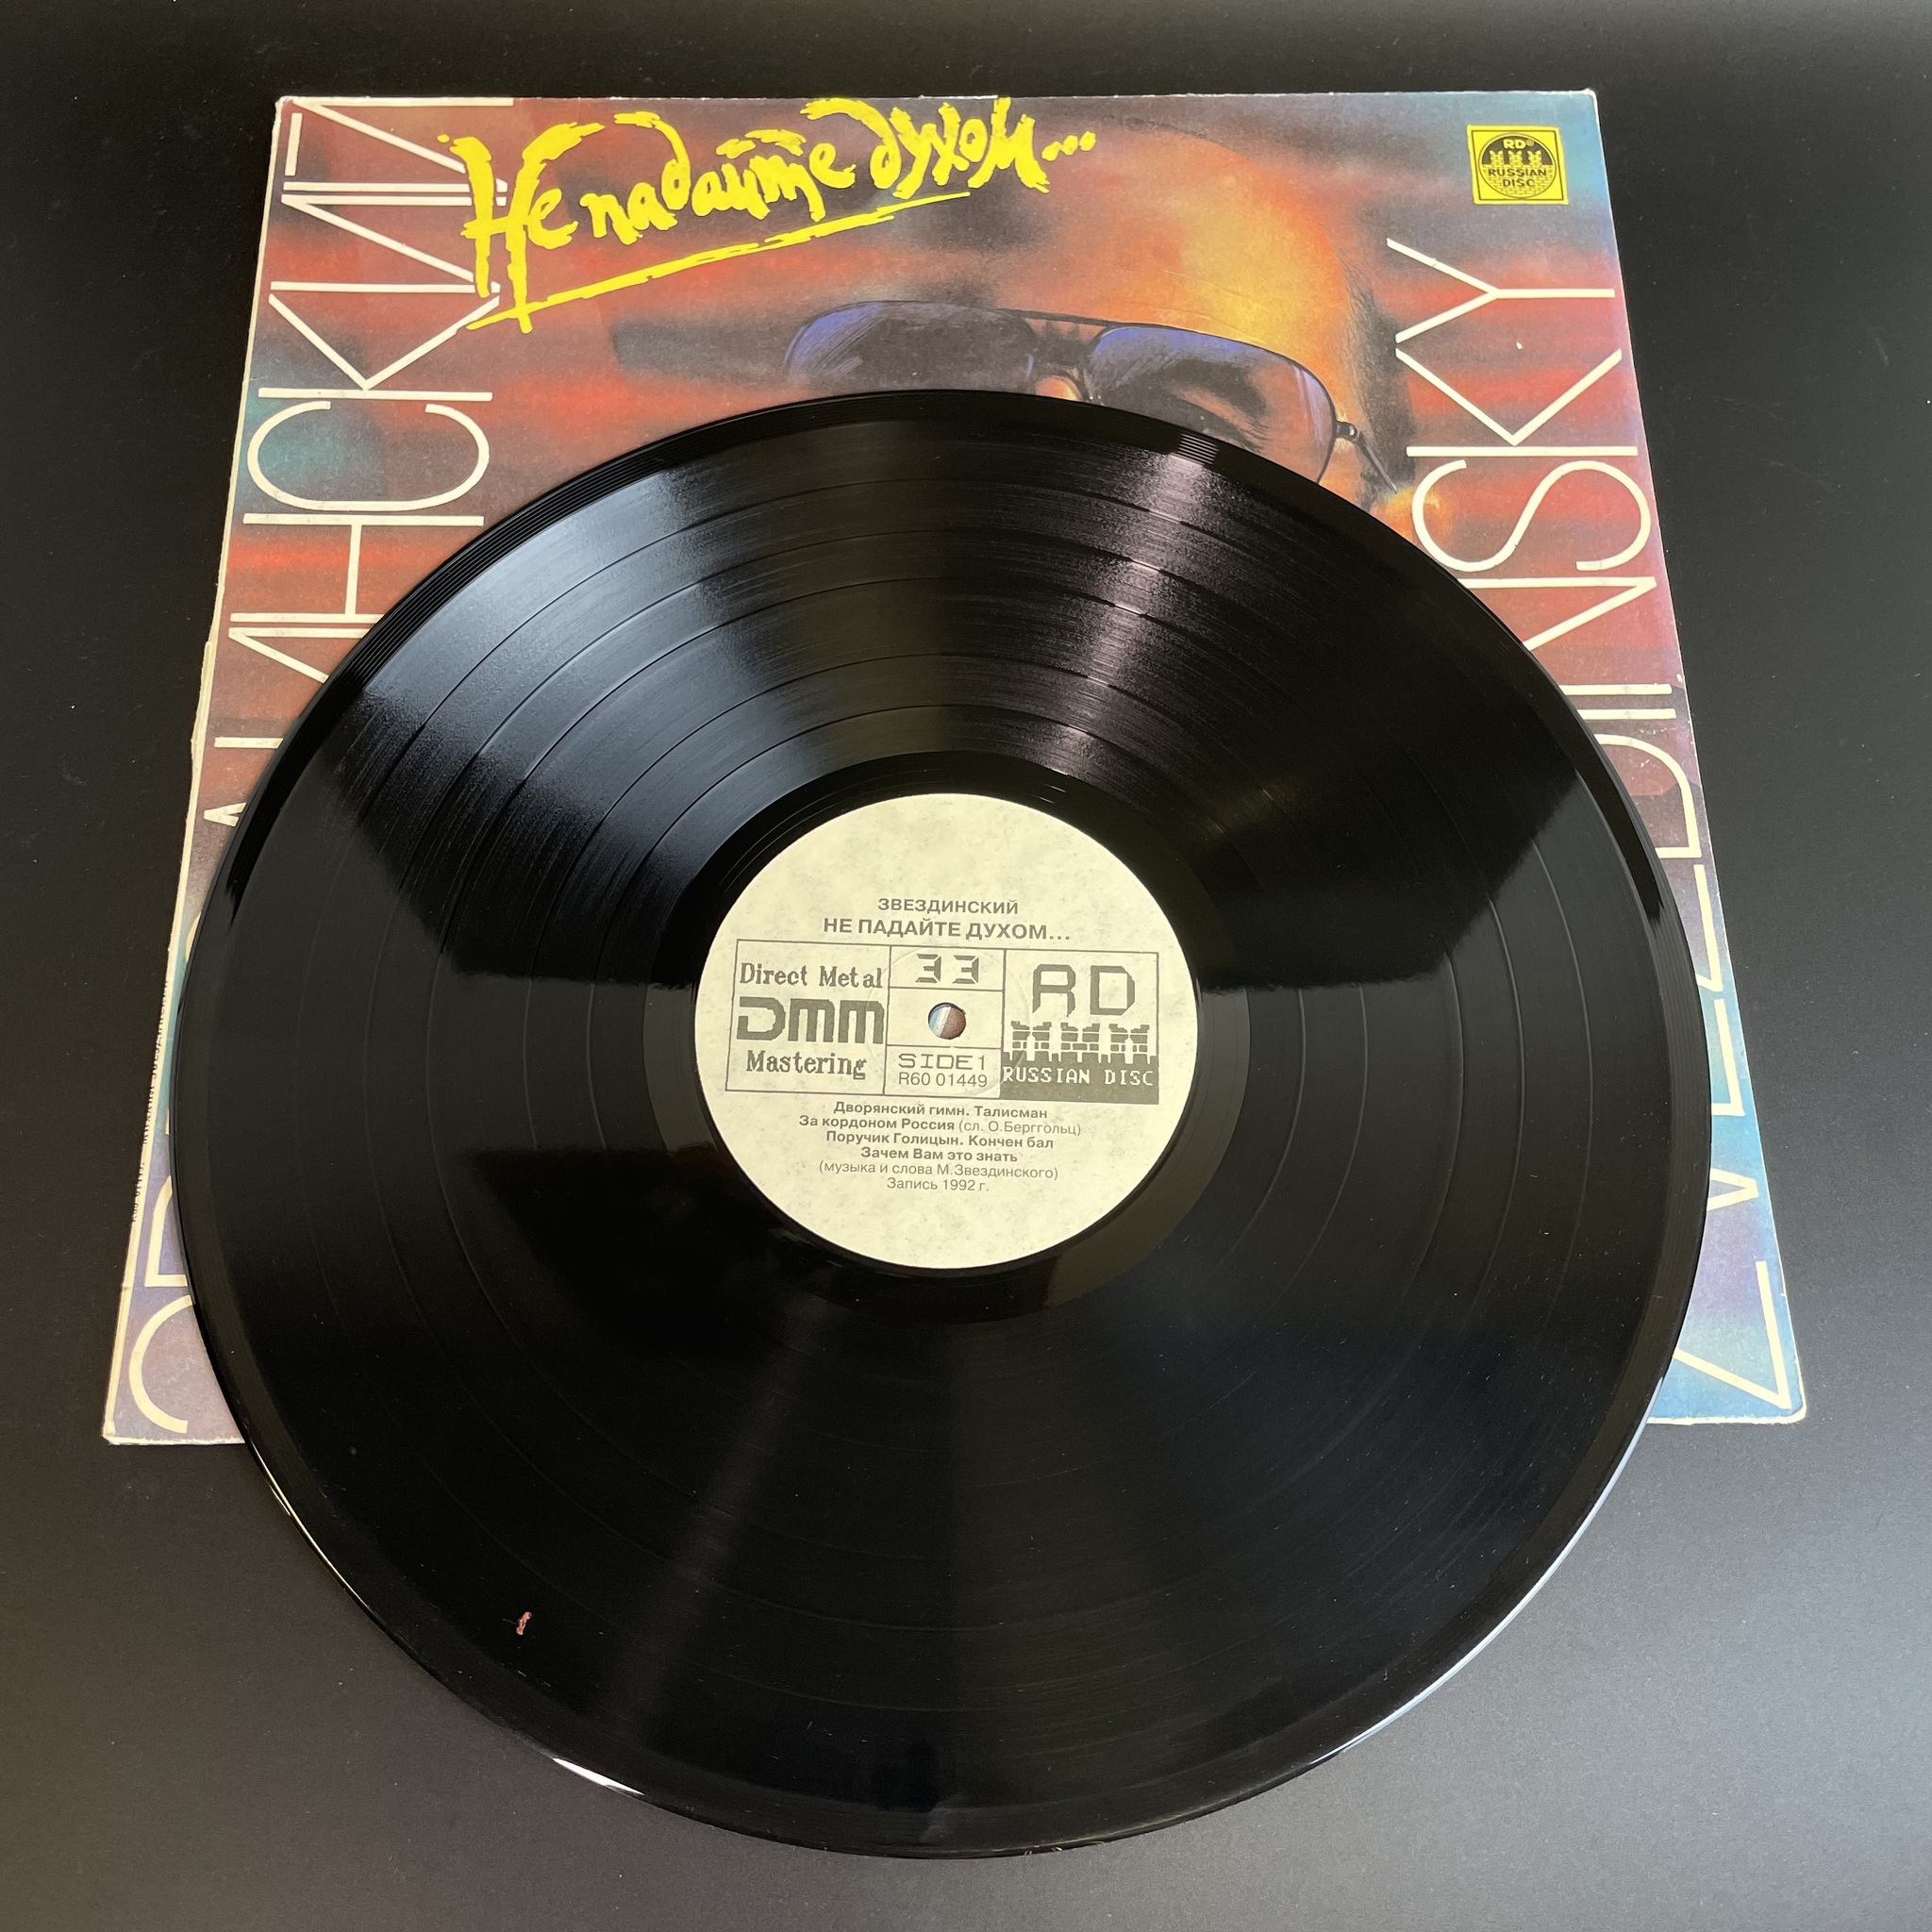 Не падайте духом...
RD®
RUSSIAN
DISC
ЗВЕЗДИНСКИЙ
НЕ ПАДАЙТЕ ДУХОМ...
Direct Metal
DMM
Mastering
33
SIDE 1
R60 01449
RD
RUSSIAN DISC
Дворянский гимн. Талисман
За кордоном Россия (сл. О.Берггольц)
Поручик Голицын. Кончен бал
Зачем Вам это знать
(музыка и слова М.Звездинского)
Запись 1992 г.